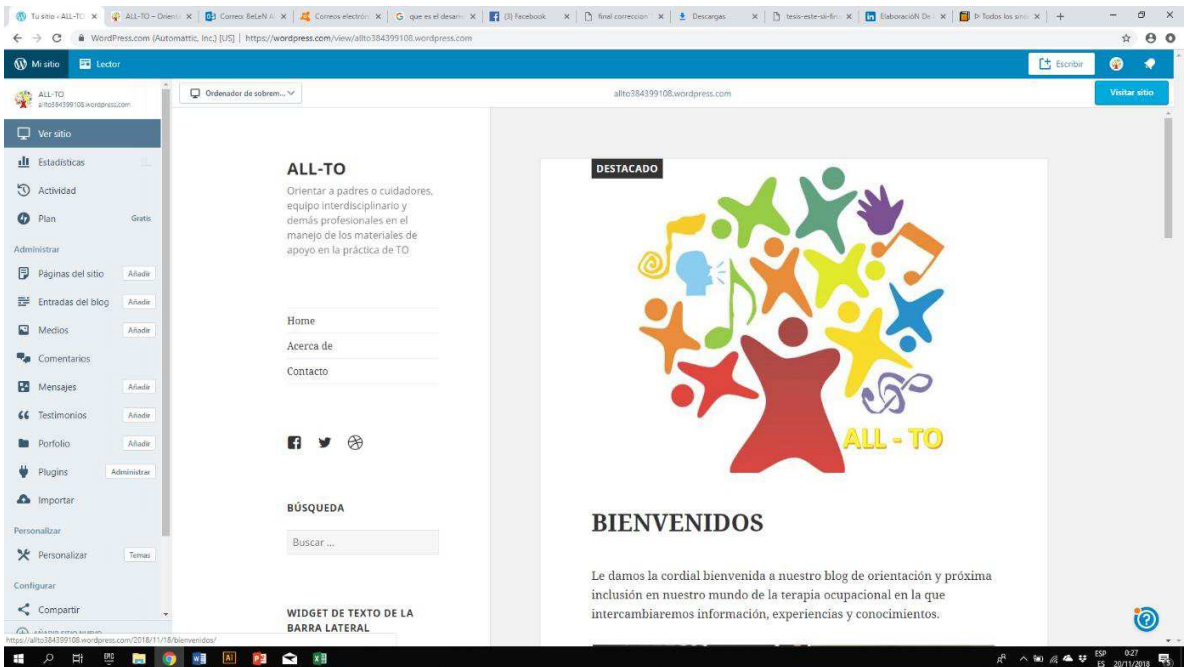 Tu sitio ‹ ALL-TO
ALL-TO – Orient
Correo: BeLeN A
Correos electrón
que es el desarro
(3) Facebook
final correccion
Descargas
tesis-este-si-fin
ElaboracióN De
Todos los sin
WordPress.com (Automattic, Inc.) [US] | https://wordpress.com/view/allto384399108.wordpress.com
Mi sitio
Lector
Escribir
ALL-TO
allto384399108.wordpress.com
Ordenador de sobrem...
allto384399108.wordpress.com
Visitar sitio
Ver sitio
Estadísticas
Actividad
Plan Gratis
Administrar
Páginas del sitio Añadir
Entradas del blog Añadir
Medios Añadir
Comentarios
Mensajes Añadir
Testimonios Añadir
Porfolio Añadir
Plugins Administrar
Importar
Personalizar
Personalizar Temas
Configurar
Compartir
AÑADIR SITIO NUEVO
https://allto384399108.wordpress.com/2018/11/18/bienvenidos/
ALL-TO
Orientar a padres o cuidadores,
equipo interdisciplinario y
demás profesionales en el
manejo de los materiales de
apoyo en la práctica de TO
Home
Acerca de
Contacto
BÚSQUEDA
Buscar ...
WIDGET DE TEXTO DE LA
BARRA LATERAL
DESTACADO
ALL - TO
BIENVENIDOS
Le damos la cordial bienvenida a nuestro blog de orientación y próxima
inclusión en nuestro mundo de la terapia ocupacional en la que
intercambiaremos información, experiencias y conocimientos.
ESP
ES
0:27
20/11/2018